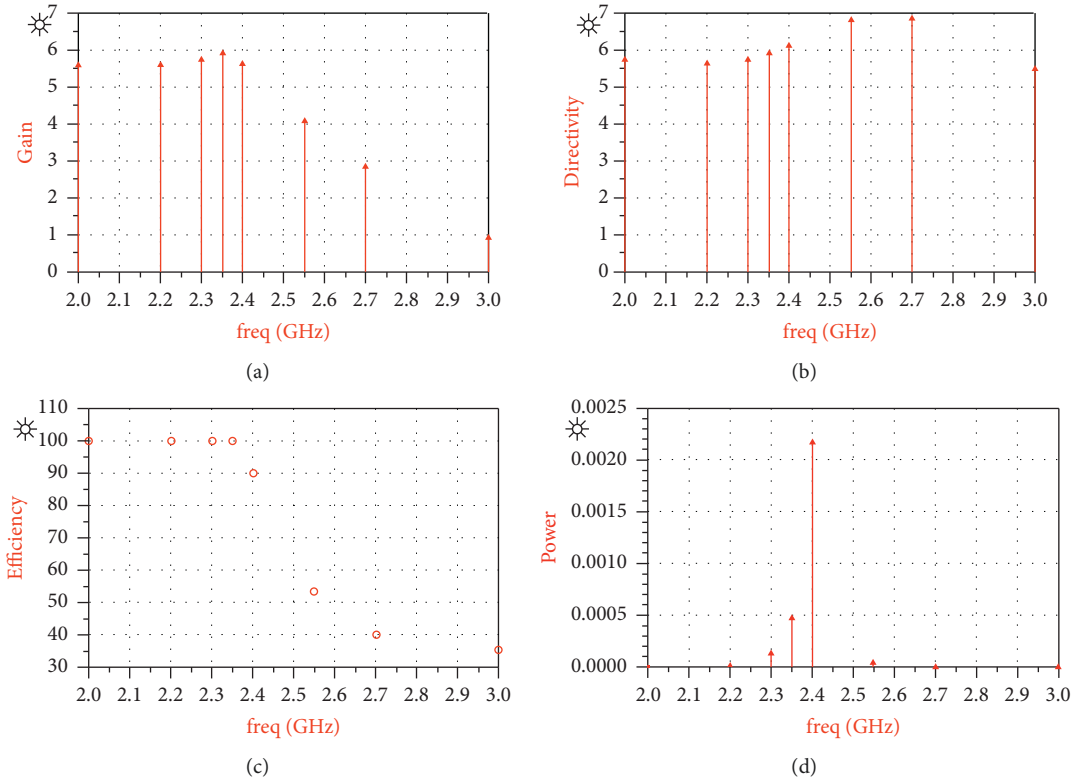 7
6
5
4
3
2
1
0
Gain
2.0 2.1 2.2 2.3 2.4 2.5 2.6 2.7 2.8 2.9 3.0
freq (GHz)
(a)
7
6
5
4
3
2
1
0
Directivity
2.0 2.1 2.2 2.3 2.4 2.5 2.6 2.7 2.8 2.9 3.0
freq (GHz)
(b)
110
100
90
80
70
60
50
40
30
Efficiency
2.0 2.1 2.2 2.3 2.4 2.5 2.6 2.7 2.8 2.9 3.0
freq (GHz)
(c)
0.0025
0.0020
0.0015
0.0010
0.0005
0.0000
Power
2.0 2.1 2.2 2.3 2.4 2.5 2.6 2.7 2.8 2.9 3.0
freq (GHz)
(d)